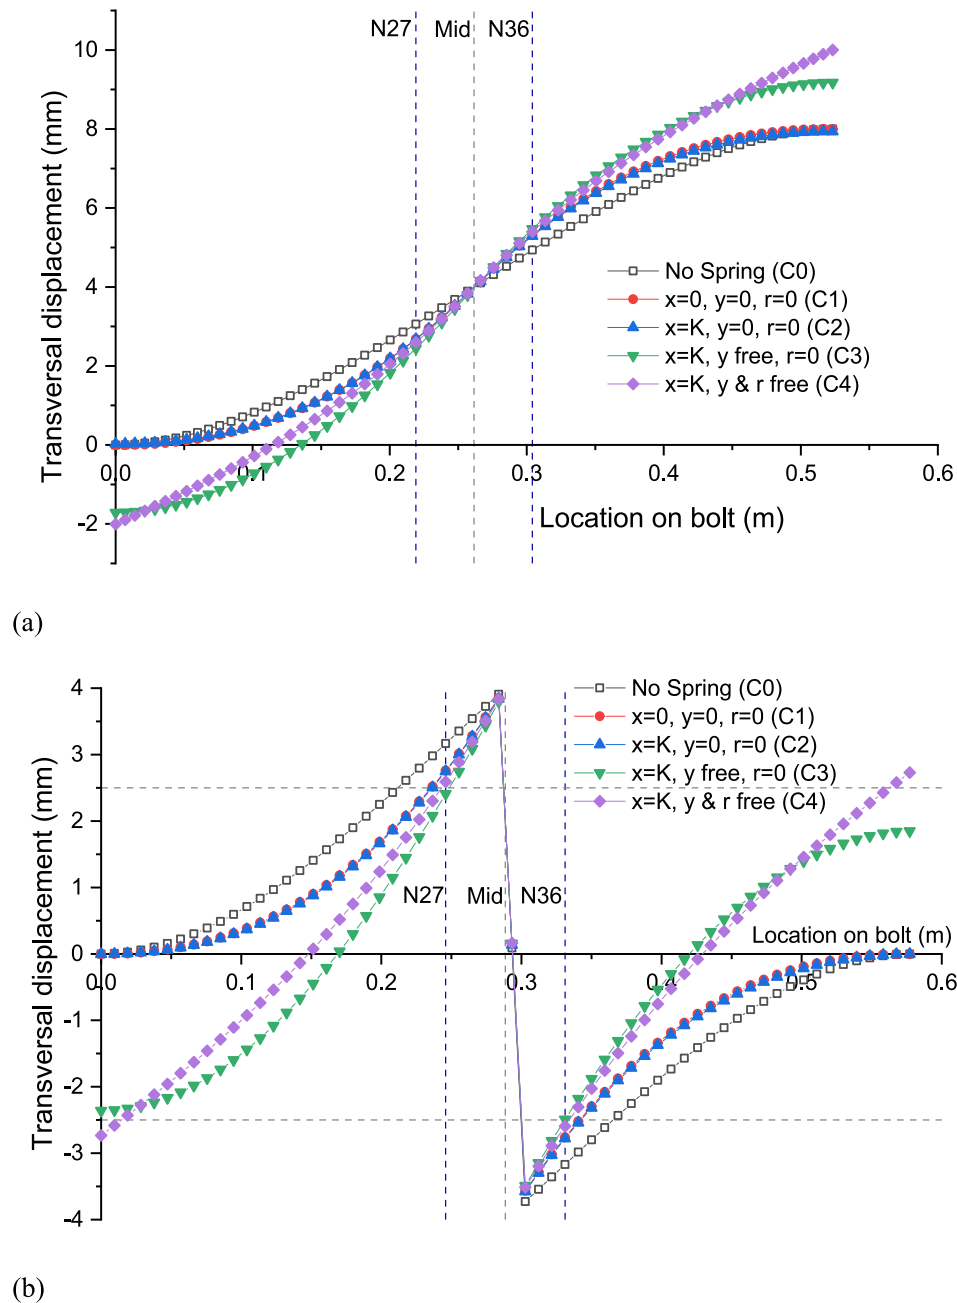 N27 Mid N36
10
8
6
4
2
0
-2
Transversal displacement (mm)
No Spring (C0)
x=0, y=0, r=0 (C1)
x=K, y=0, r=0 (C2)
x=K, y free, r=0 (C3)
x=K, y & r free (C4)
0.0 0.1 0.2 0.3 0.4 0.5 0.6
Location on bolt (m)
(a)
4
3
2
1
0
-1
-2
-3
-4
Transversal displacement (mm)
No Spring (C0)
x=0, y=0, r=0 (C1)
x=K, y=0, r=0 (C2)
x=K, y free, r=0 (C3)
x=K, y & r free (C4)
N27 Mid N36
Location on bolt (m)
0.0 0.1 0.2 0.3 0.4 0.5 0.6
(b)